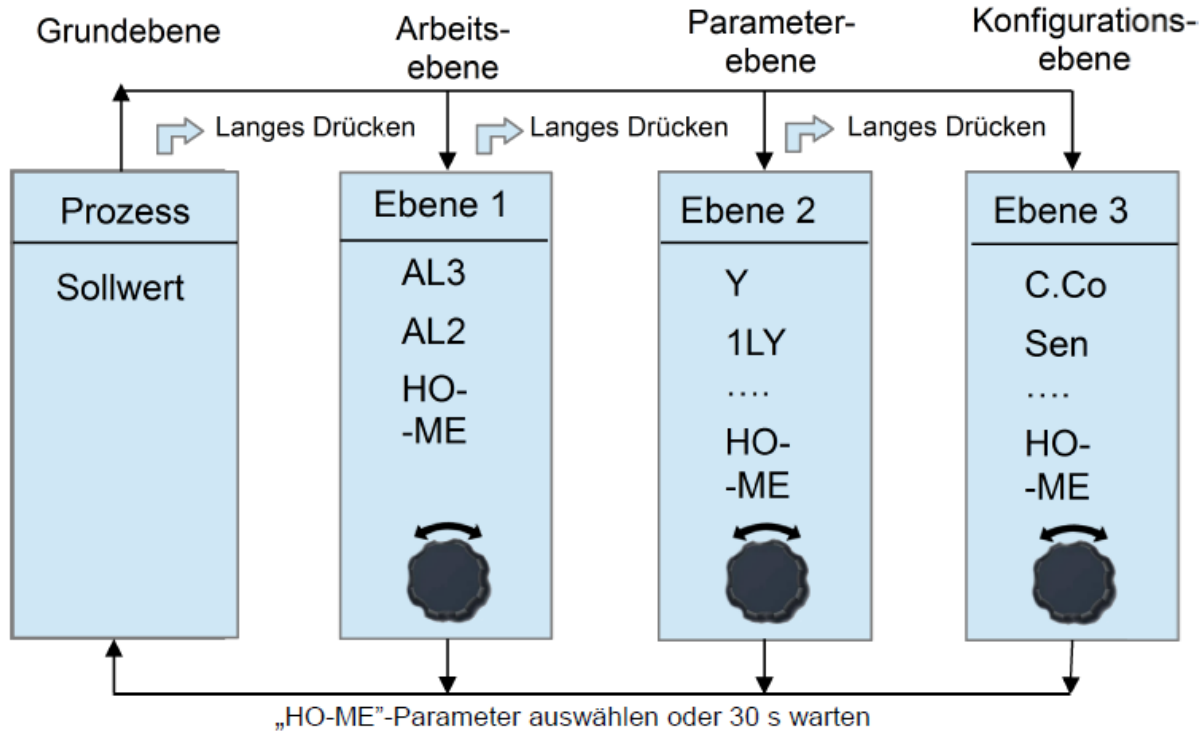 Grundebene
Arbeits-
ebene
Parameter-
ebene
Konfigurations-
ebene
Langes Drücken
Langes Drücken
Langes Drücken
Prozess
Sollwert
Ebene 1
AL3
AL2
HO-
-ME
Ebene 2
Y
1LY
....
HO-
-ME
Ebene 3
C.Co
Sen
....
HO-
-ME
„HO-ME”-Parameter auswählen oder 30 s warten